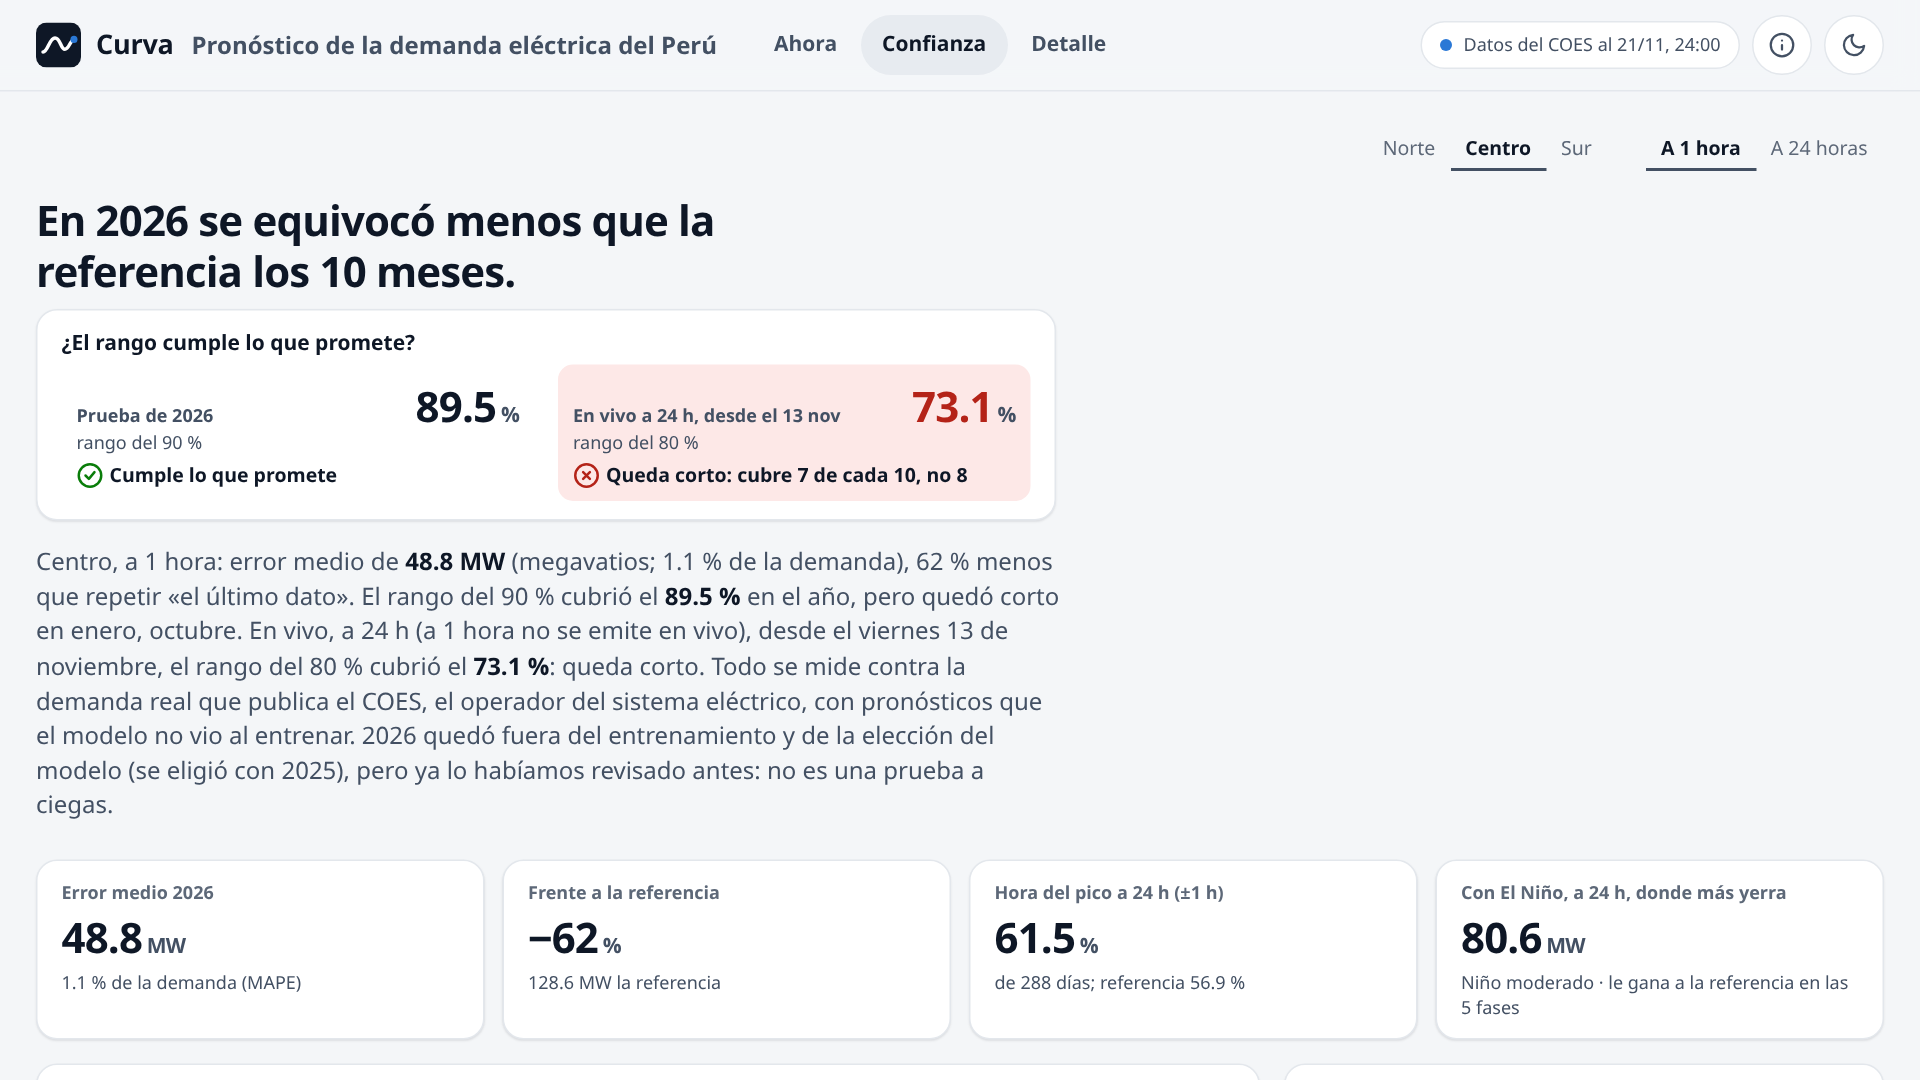 Curva Pronóstico de la demanda eléctrica del Perú Ahora Confianza Detalle Datos del COES al 21/11, 24:00
Norte Centro Sur A 1 hora A 24 horas
En 2026 se equivocó menos que la
referencia los 10 meses.
¿El rango cumple lo que promete?
Prueba de 2026 89.5 %
rango del 90 %
Cumple lo que promete
En vivo a 24 h, desde el 13 nov 73.1 %
rango del 80 %
Queda corto: cubre 7 de cada 10, no 8
Centro, a 1 hora: error medio de 48.8 MW (megavatios; 1.1 % de la demanda), 62 % menos
que repetir «el último dato». El rango del 90 % cubrió el 89.5 % en el año, pero quedó corto
en enero, octubre. En vivo, a 24 h (a 1 hora no se emite en vivo), desde el viernes 13 de
noviembre, el rango del 80 % cubrió el 73.1 %: queda corto. Todo se mide contra la
demanda real que publica el COES, el operador del sistema eléctrico, con pronósticos que
el modelo no vio al entrenar. 2026 quedó fuera del entrenamiento y de la elección del
modelo (se eligió con 2025), pero ya lo habíamos revisado antes: no es una prueba a
ciegas.
Error medio 2026
48.8 MW
1.1 % de la demanda (MAPE)
Frente a la referencia
−62 %
128.6 MW la referencia
Hora del pico a 24 h (±1 h)
61.5 %
de 288 días; referencia 56.9 %
Con El Niño, a 24 h, donde más yerra
80.6 MW
Niño moderado · le gana a la referencia en las
5 fases